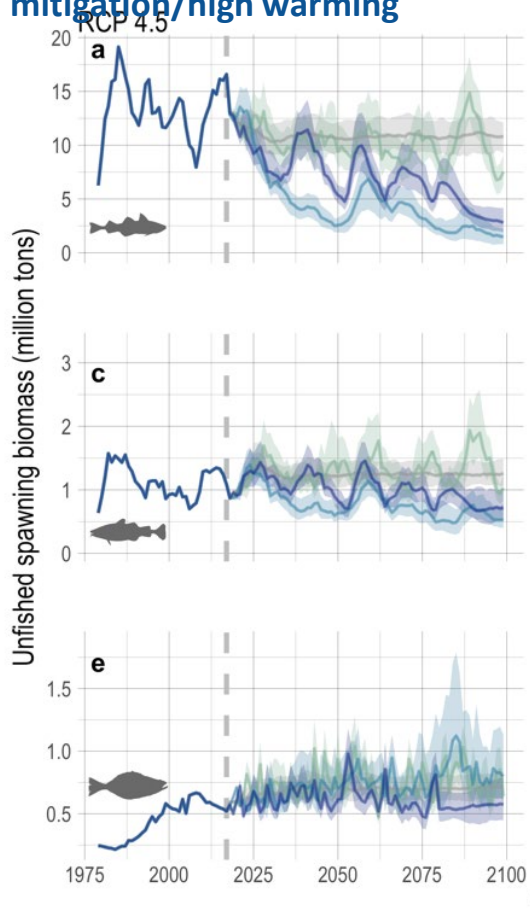 mitigation/high warming
RCP 4.5
Unfished spawning biomass (million tons)
a
20
15
10
5
0
c
3
2
1
0
e
1.5
1.0
0.5
1975 2000 2025 2050 2075 2100